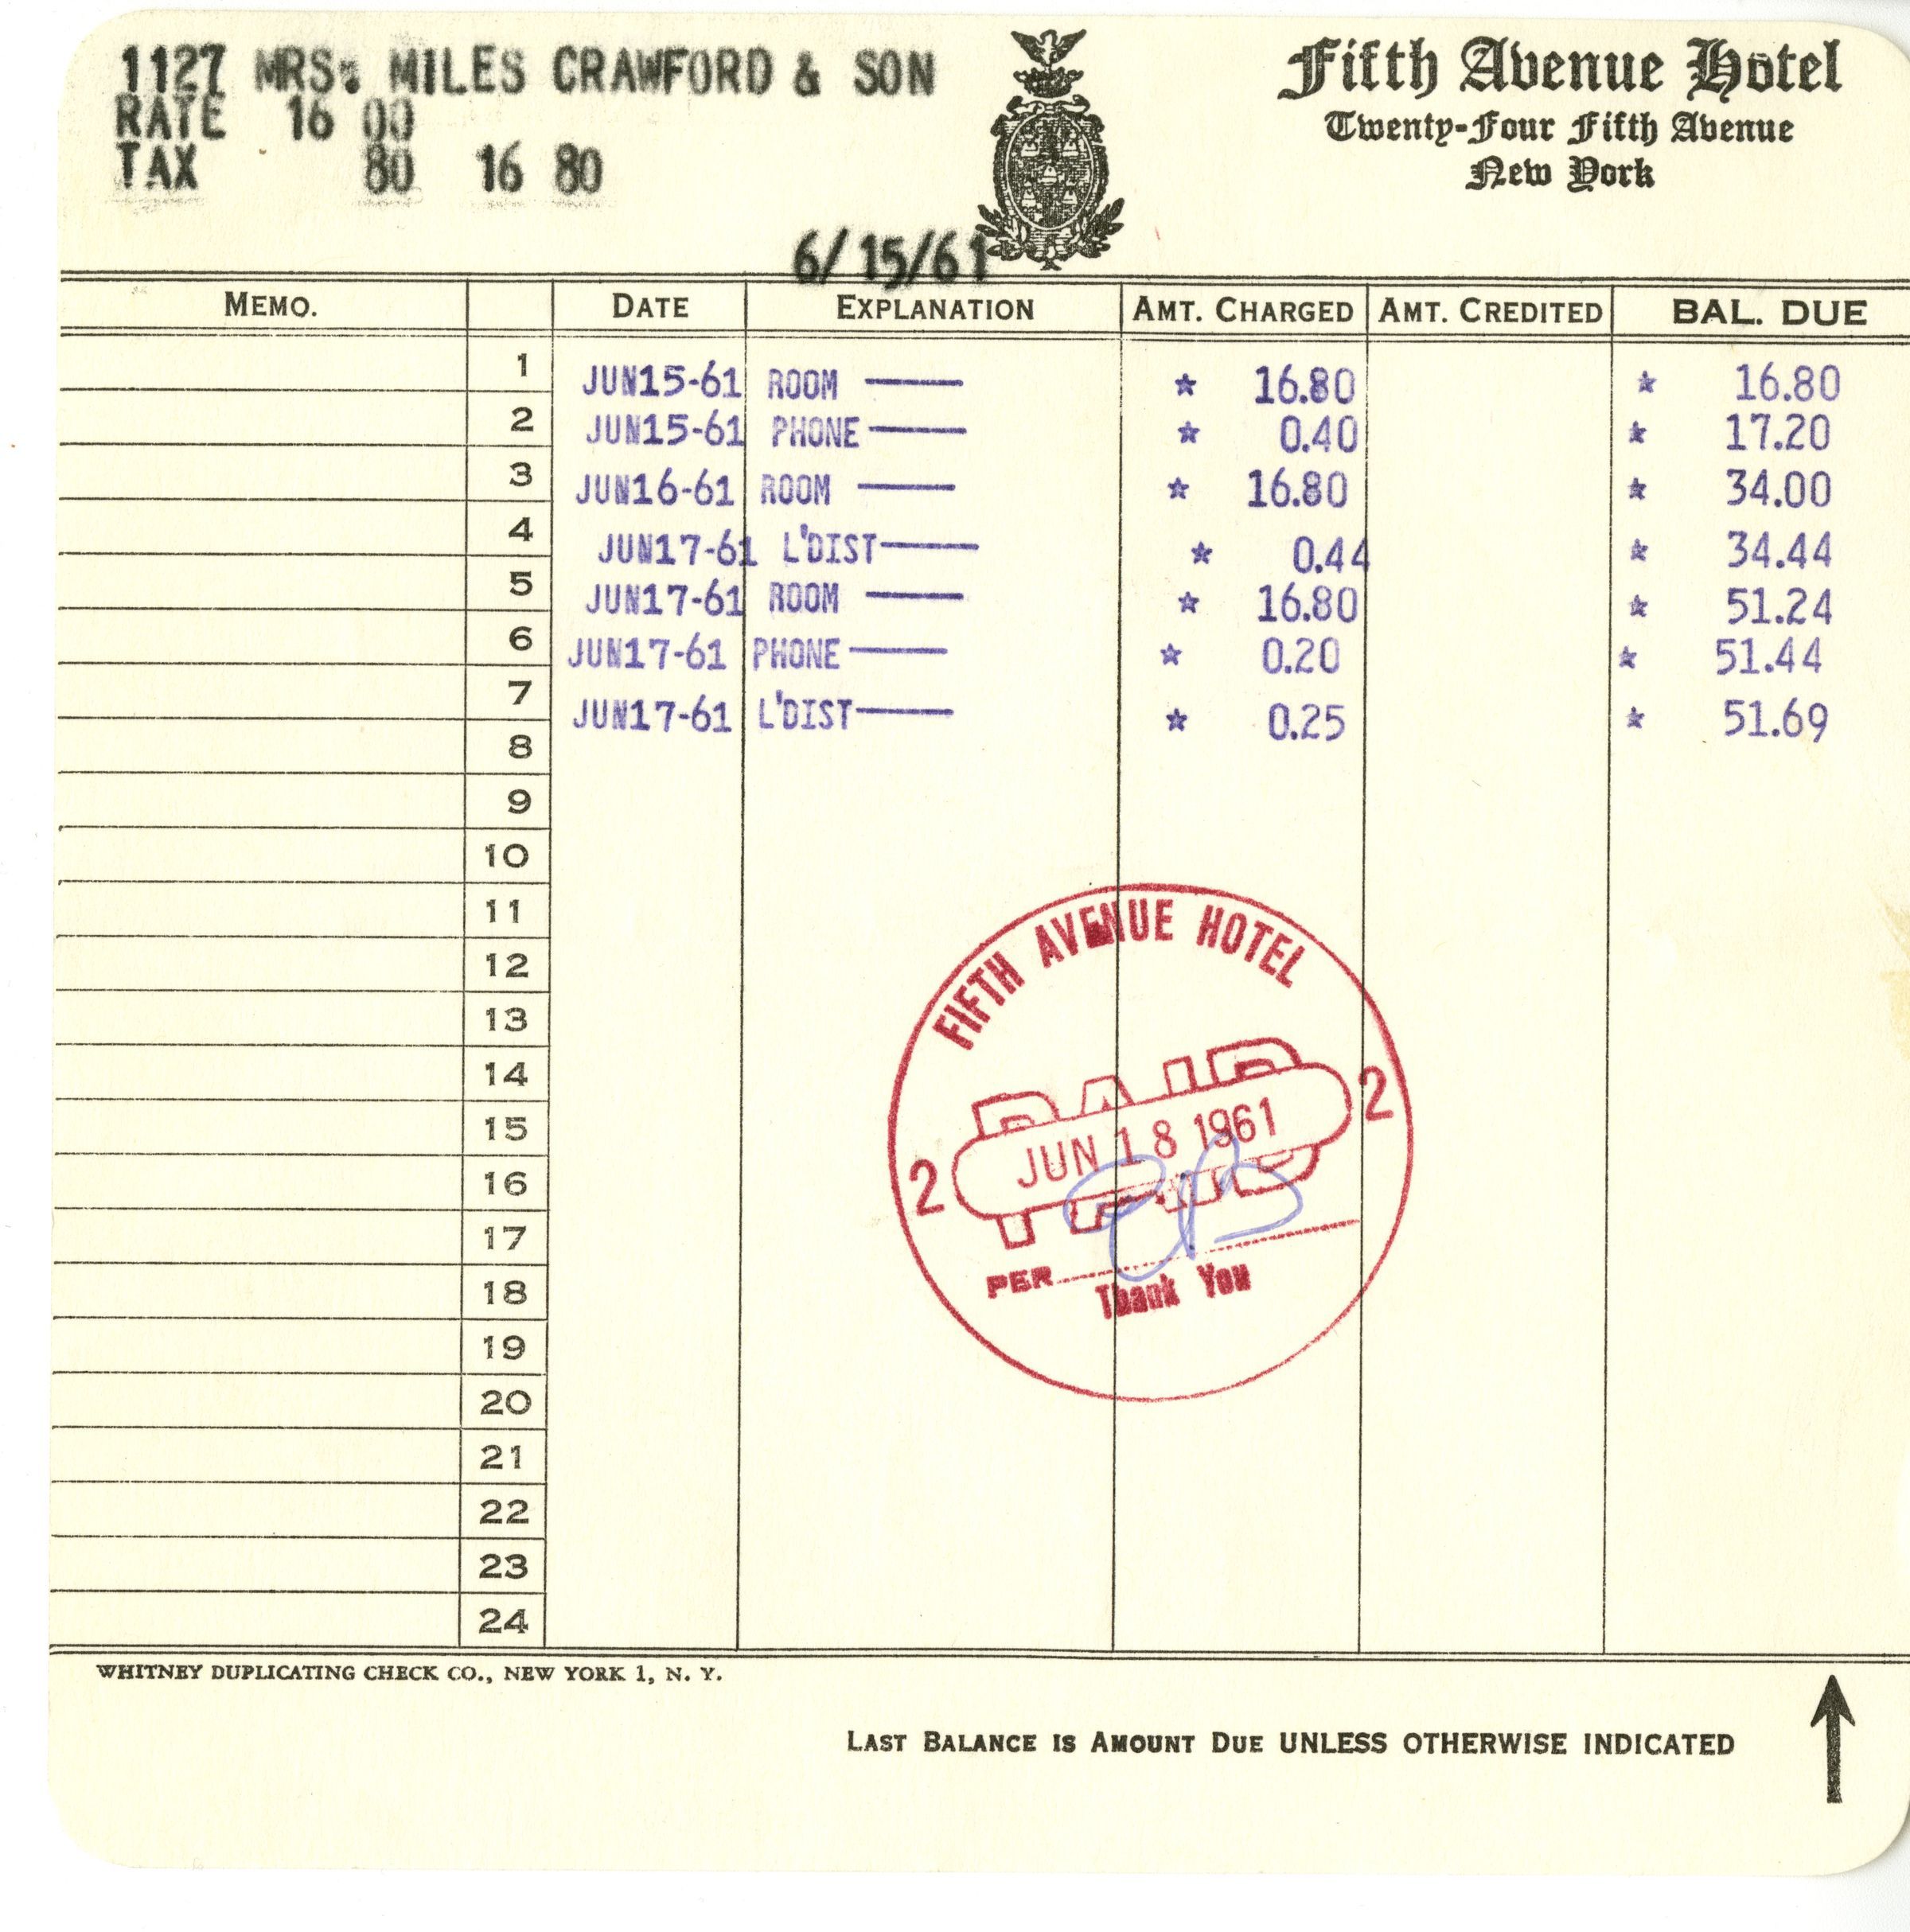 1127 MRS. MILES CRAWFORD & SON
RATE 16 00
TAX 80 16 80
Fifth Avenue Hotel
Twenty-Four Fifth Avenue
New York
6/15/61
MEMO. DATE EXPLANATION AMT. CHARGED AMT. CREDITED BAL. DUE
1 JUN15-61 ROOM —— * 16.80 * 16.80
2 JUN15-61 PHONE —— * 0.40 * 17.20
3 JUN16-61 ROOM —— * 16.80 * 34.00
4 JUN17-61 L'DIST —— * 0.44 * 34.44
5 JUN17-61 ROOM —— * 16.80 * 51.24
6 JUN17-61 PHONE —— * 0.20 * 51.44
7 JUN17-61 L'DIST —— * 0.25 * 51.69
8
9
10
11
12
13
14
15
16
17
18
19
20
21
22
23
24
FIFTH AVENUE HOTEL
PAID
2 JUN 18 1961 2
PER
Thank You
WHITNEY DUPLICATING CHECK CO., NEW YORK 1, N. Y.
LAST BALANCE IS AMOUNT DUE UNLESS OTHERWISE INDICATED